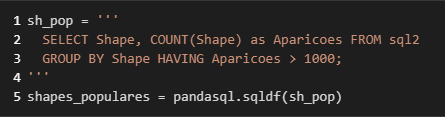 1 sh_pop = '''
2   SELECT Shape, COUNT(Shape) as Aparicoes FROM sql2
3   GROUP BY Shape HAVING Aparicoes > 1000;
4 '''
5 shapes_populares = pandasql.sqldf(sh_pop)